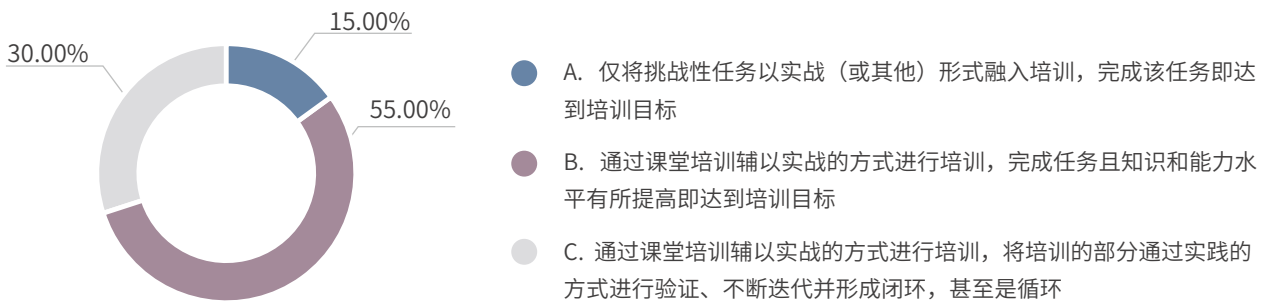 15.00%
30.00%
55.00%
A. 仅将挑战性任务以实战（或其他）形式融入培训，完成该任务即达
到培训目标
B. 通过课堂培训辅以实战的方式进行培训，完成任务且知识和能力水
平有所提高即达到培训目标
C. 通过课堂培训辅以实战的方式进行培训，将培训的部分通过实践的
方式进行验证、不断迭代并形成闭环，甚至是循环